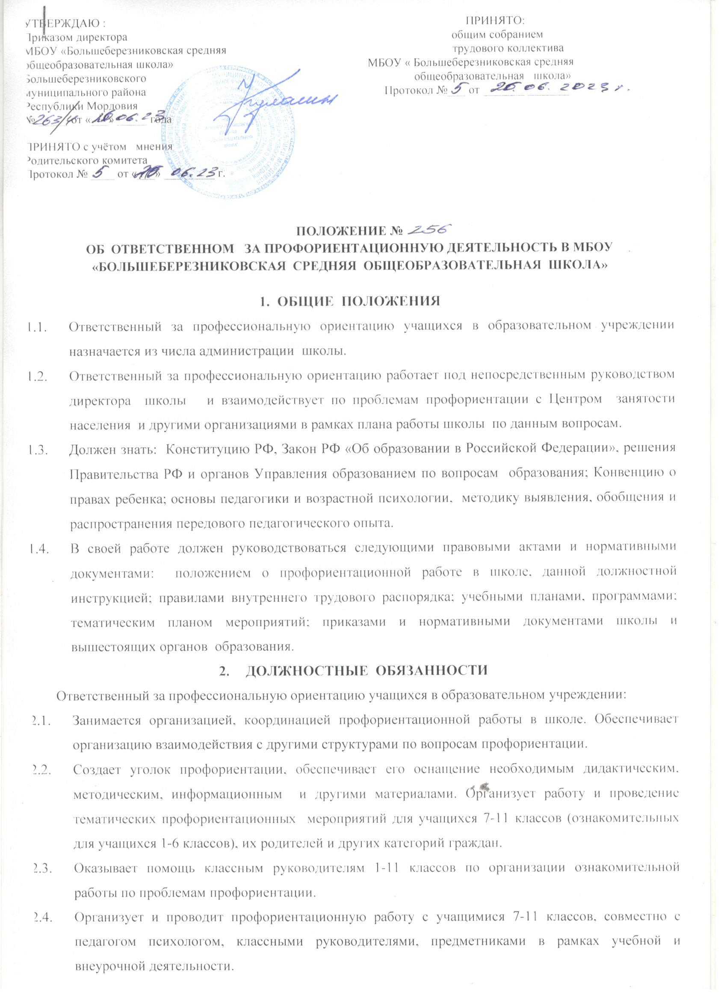 УТВЕРЖДАЮ :
Приказом директора
МБОУ «Большеберезниковская средняя
общеобразовательная школа»
Большеберезниковского
муниципального района
Республики Мордовия
№ 263/4 от « » 06. 23 года
ПРИНЯТО с учётом мнения
Родительского комитета
Протокол № 5 от « » 06.23 г.
ПРИНЯТО:
общим собранием
трудового коллектива
МБОУ « Большеберезниковская средняя
общеобразовательная школа»
Протокол № 5 от 06. 2023 г.
ПОЛОЖЕНИЕ № 256
ОБ ОТВЕТСТВЕННОМ ЗА ПРОФОРИЕНТАЦИОННУЮ ДЕЯТЕЛЬНОСТЬ В МБОУ
«БОЛЬШЕБЕРЕЗНИКОВСКАЯ СРЕДНЯЯ ОБЩЕОБРАЗОВАТЕЛЬНАЯ ШКОЛА»
1. ОБЩИЕ ПОЛОЖЕНИЯ
1.1. Ответственный за профессиональную ориентацию учащихся в образовательном учреждении
назначается из числа администрации школы.
1.2. Ответственный за профессиональную ориентацию работает под непосредственным руководством
директора школы и взаимодействует по проблемам профориентации с Центром занятости
населения и другими организациями в рамках плана работы школы по данным вопросам.
1.3. Должен знать: Конституцию РФ, Закон РФ «Об образовании в Российской Федерации», решения
Правительства РФ и органов Управления образованием по вопросам образования; Конвенцию о
правах ребенка; основы педагогики и возрастной психологии, методику выявления, обобщения и
распространения передового педагогического опыта.
1.4. В своей работе должен руководствоваться следующими правовыми актами и нормативными
документами: положением о профориентационной работе в школе, данной должностной
инструкцией; правилами внутреннего трудового распорядка; учебными планами, программами;
тематическим планом мероприятий; приказами и нормативными документами школы и
вышестоящих органов образования.
2. ДОЛЖНОСТНЫЕ ОБЯЗАННОСТИ
Ответственный за профессиональную ориентацию учащихся в образовательном учреждении:
2.1. Занимается организацией, координацией профориентационной работы в школе. Обеспечивает
организацию взаимодействия с другими структурами по вопросам профориентации.
2.2. Создает уголок профориентации, обеспечивает его оснащение необходимым дидактическим,
методическим, информационным и другими материалами. Организует работу и проведение
тематических профориентационных мероприятий для учащихся 7-11 классов (ознакомительных
для учащихся 1-6 классов), их родителей и других категорий граждан.
2.3. Оказывает помощь классным руководителям 1-11 классов по организации ознакомительной
работы по проблемам профориентации.
2.4. Организует и проводит профориентационную работу с учащимися 7-11 классов, совместно с
педагогом психологом, классными руководителями, предметниками в рамках учебной и
внеурочной деятельности.